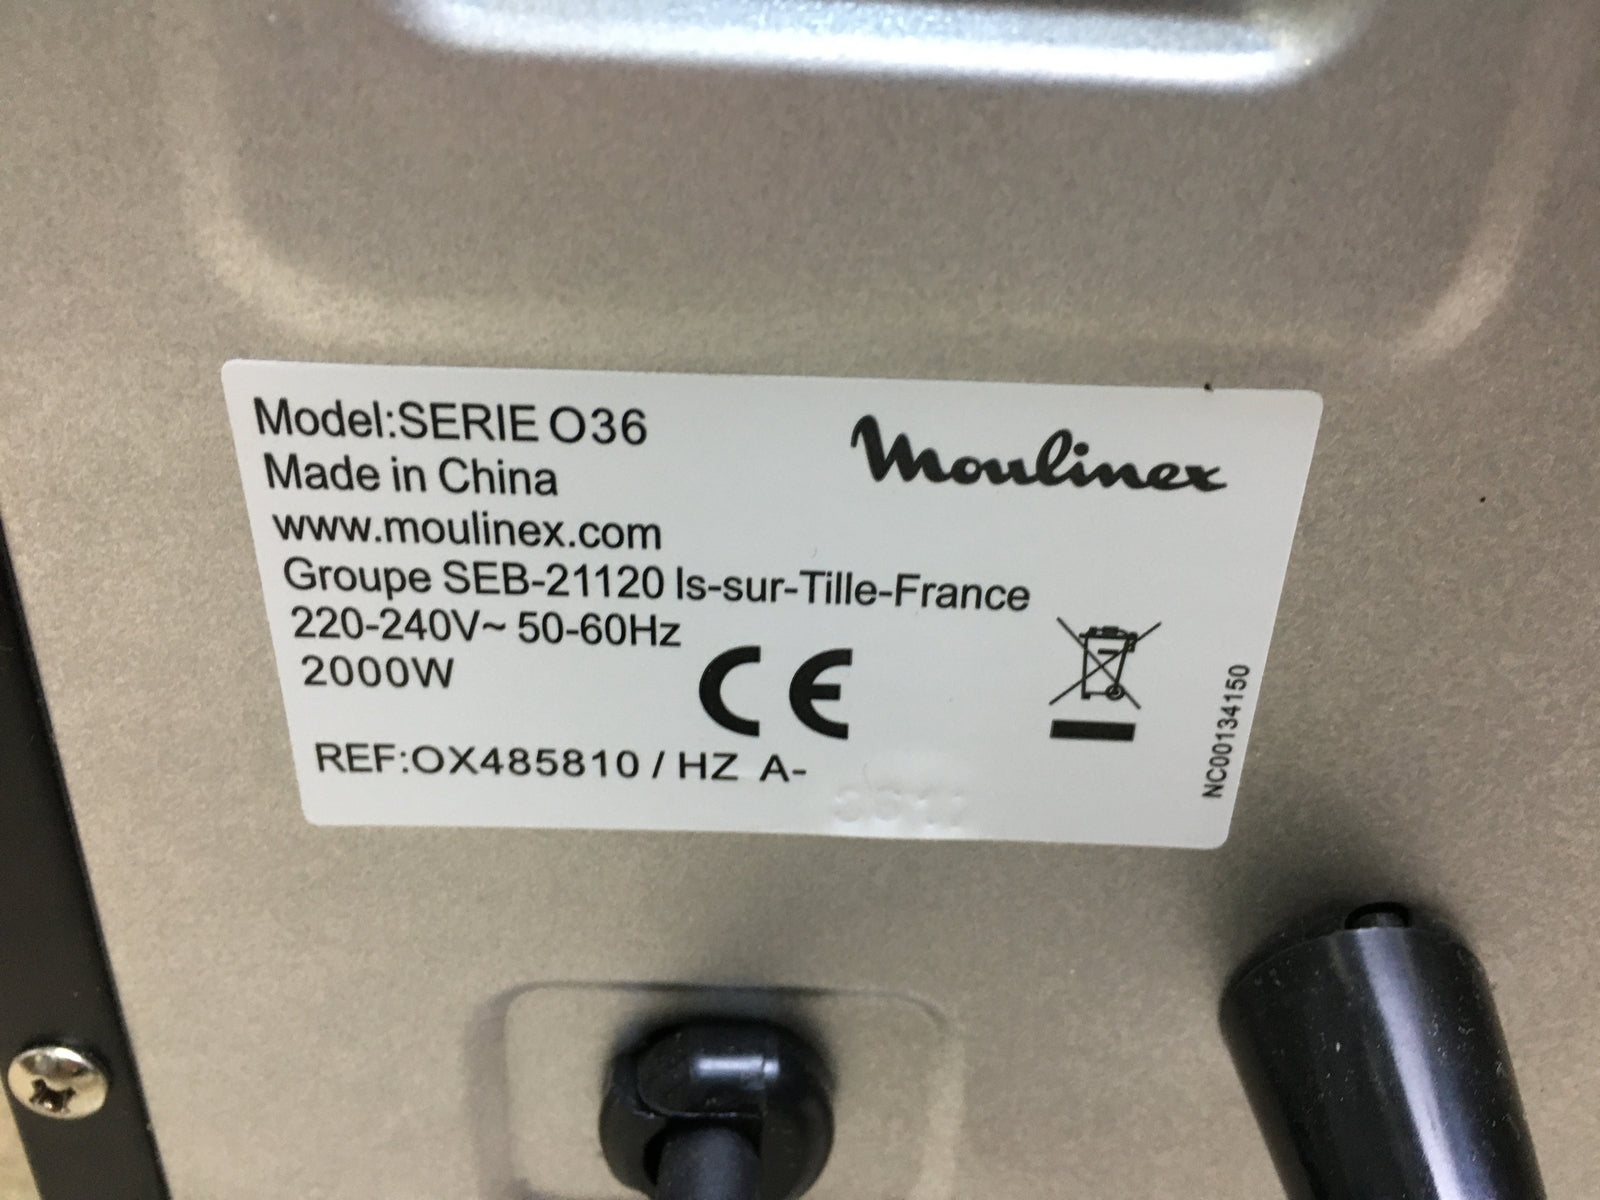 Model:SERIE O36
Moulinex
Made in China
www.moulinex.com
Groupe SEB-21120 Is-sur-Tille-France
220-240V~ 50-60Hz
2000W
CE
REF:OX485810 / HZ A-
NC00134150